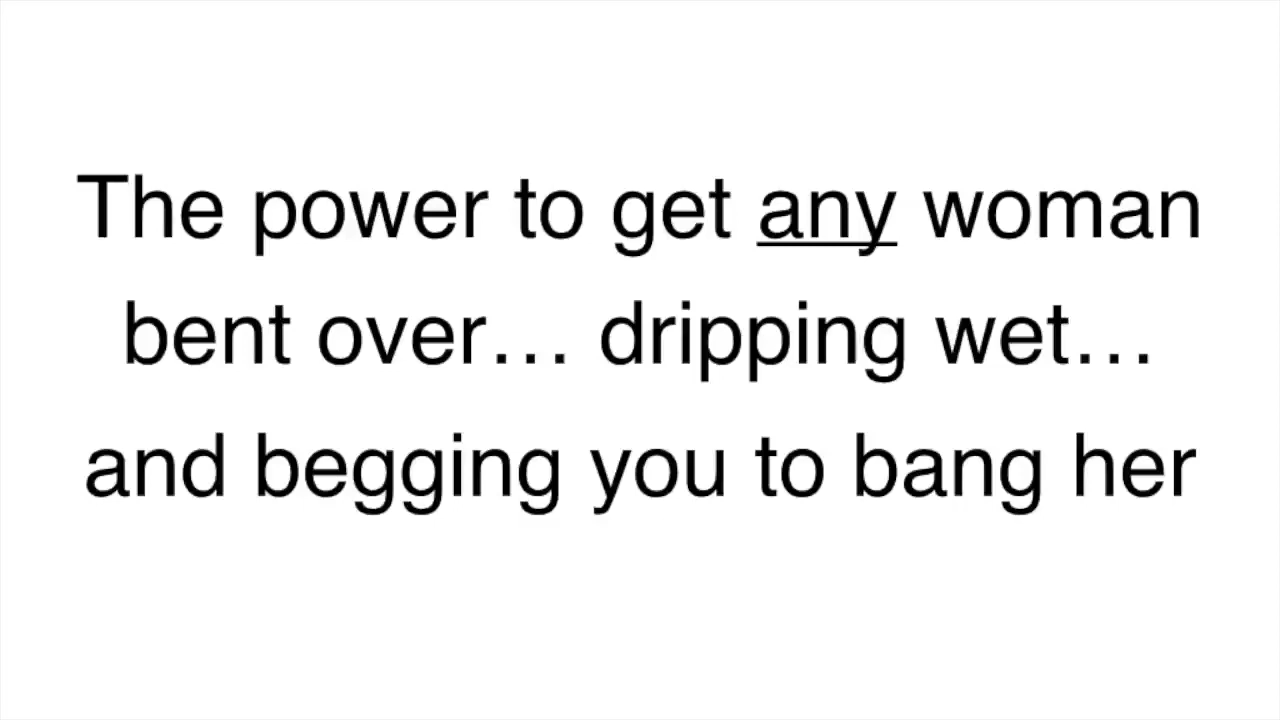 The power to get any woman
bent over… dripping wet…
and begging you to bang her